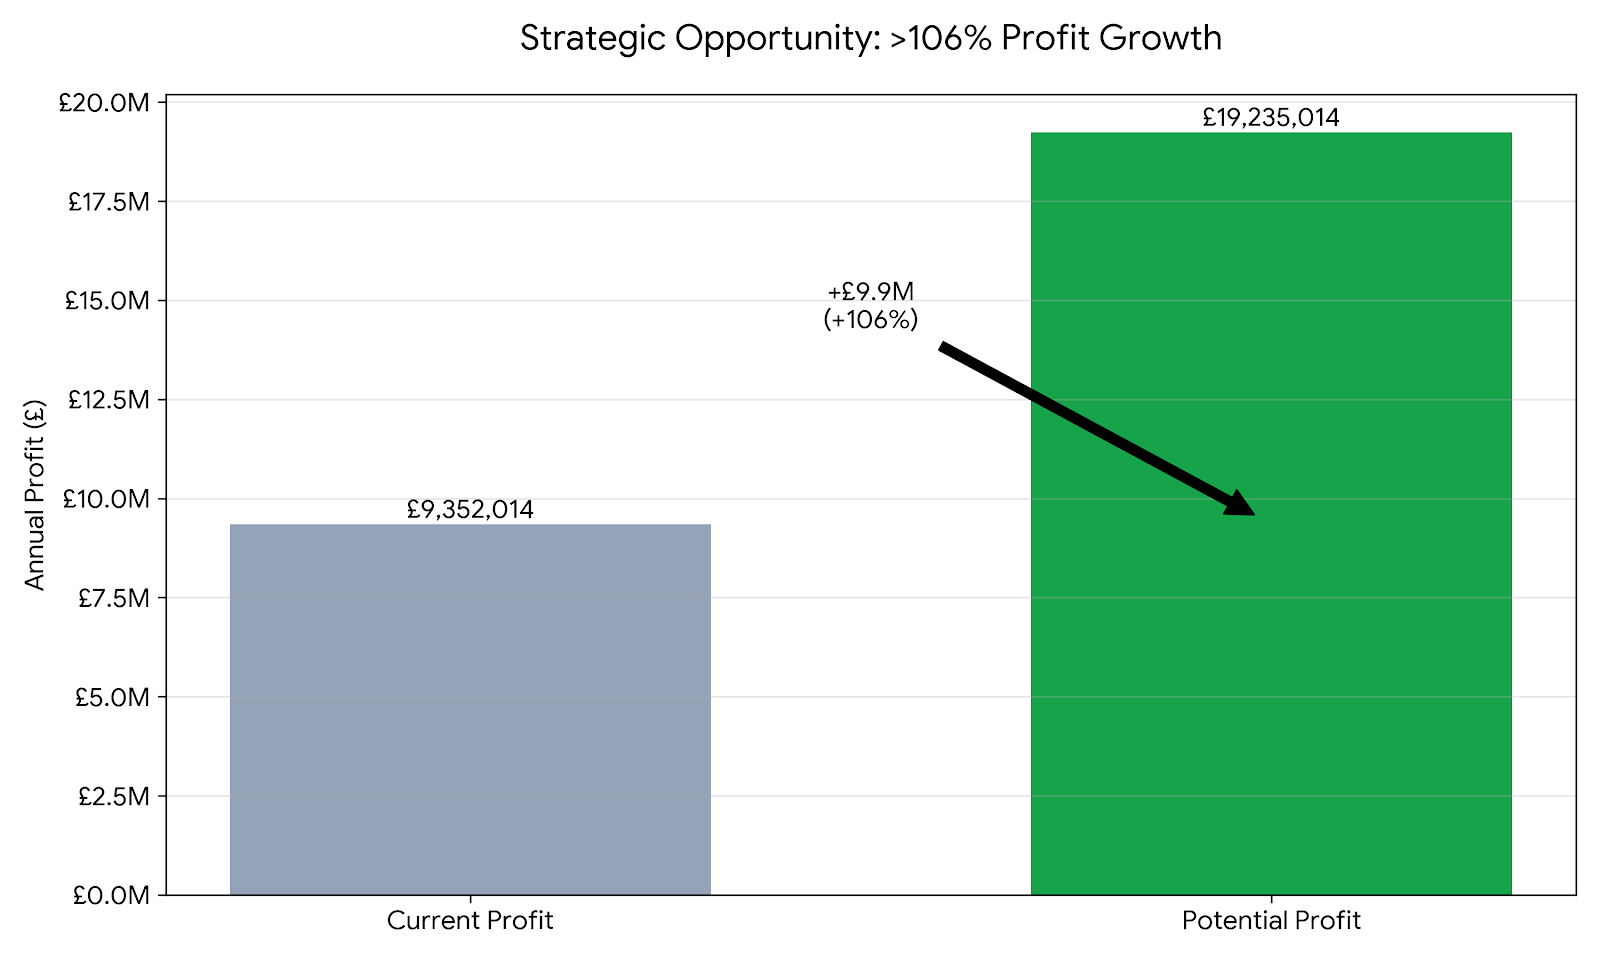 Strategic Opportunity: >106% Profit Growth
£20.0M
£17.5M
£15.0M
£12.5M
£10.0M
£7.5M
£5.0M
£2.5M
£0.0M
Annual Profit (£)
£9,352,014
+£9.9M
(+106%)
£19,235,014
Current Profit
Potential Profit